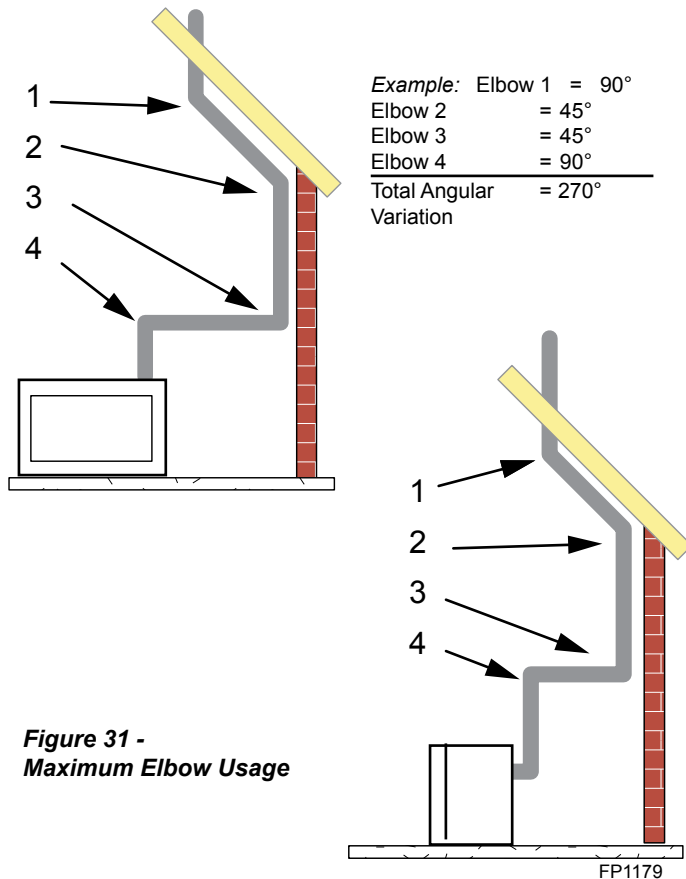 1
2
3
4
Example: Elbow 1 = 90°
Elbow 2 = 45°
Elbow 3 = 45°
Elbow 4 = 90°
Total Angular = 270°
Variation
1
2
3
4
Figure 31 -
Maximum Elbow Usage
FP1179